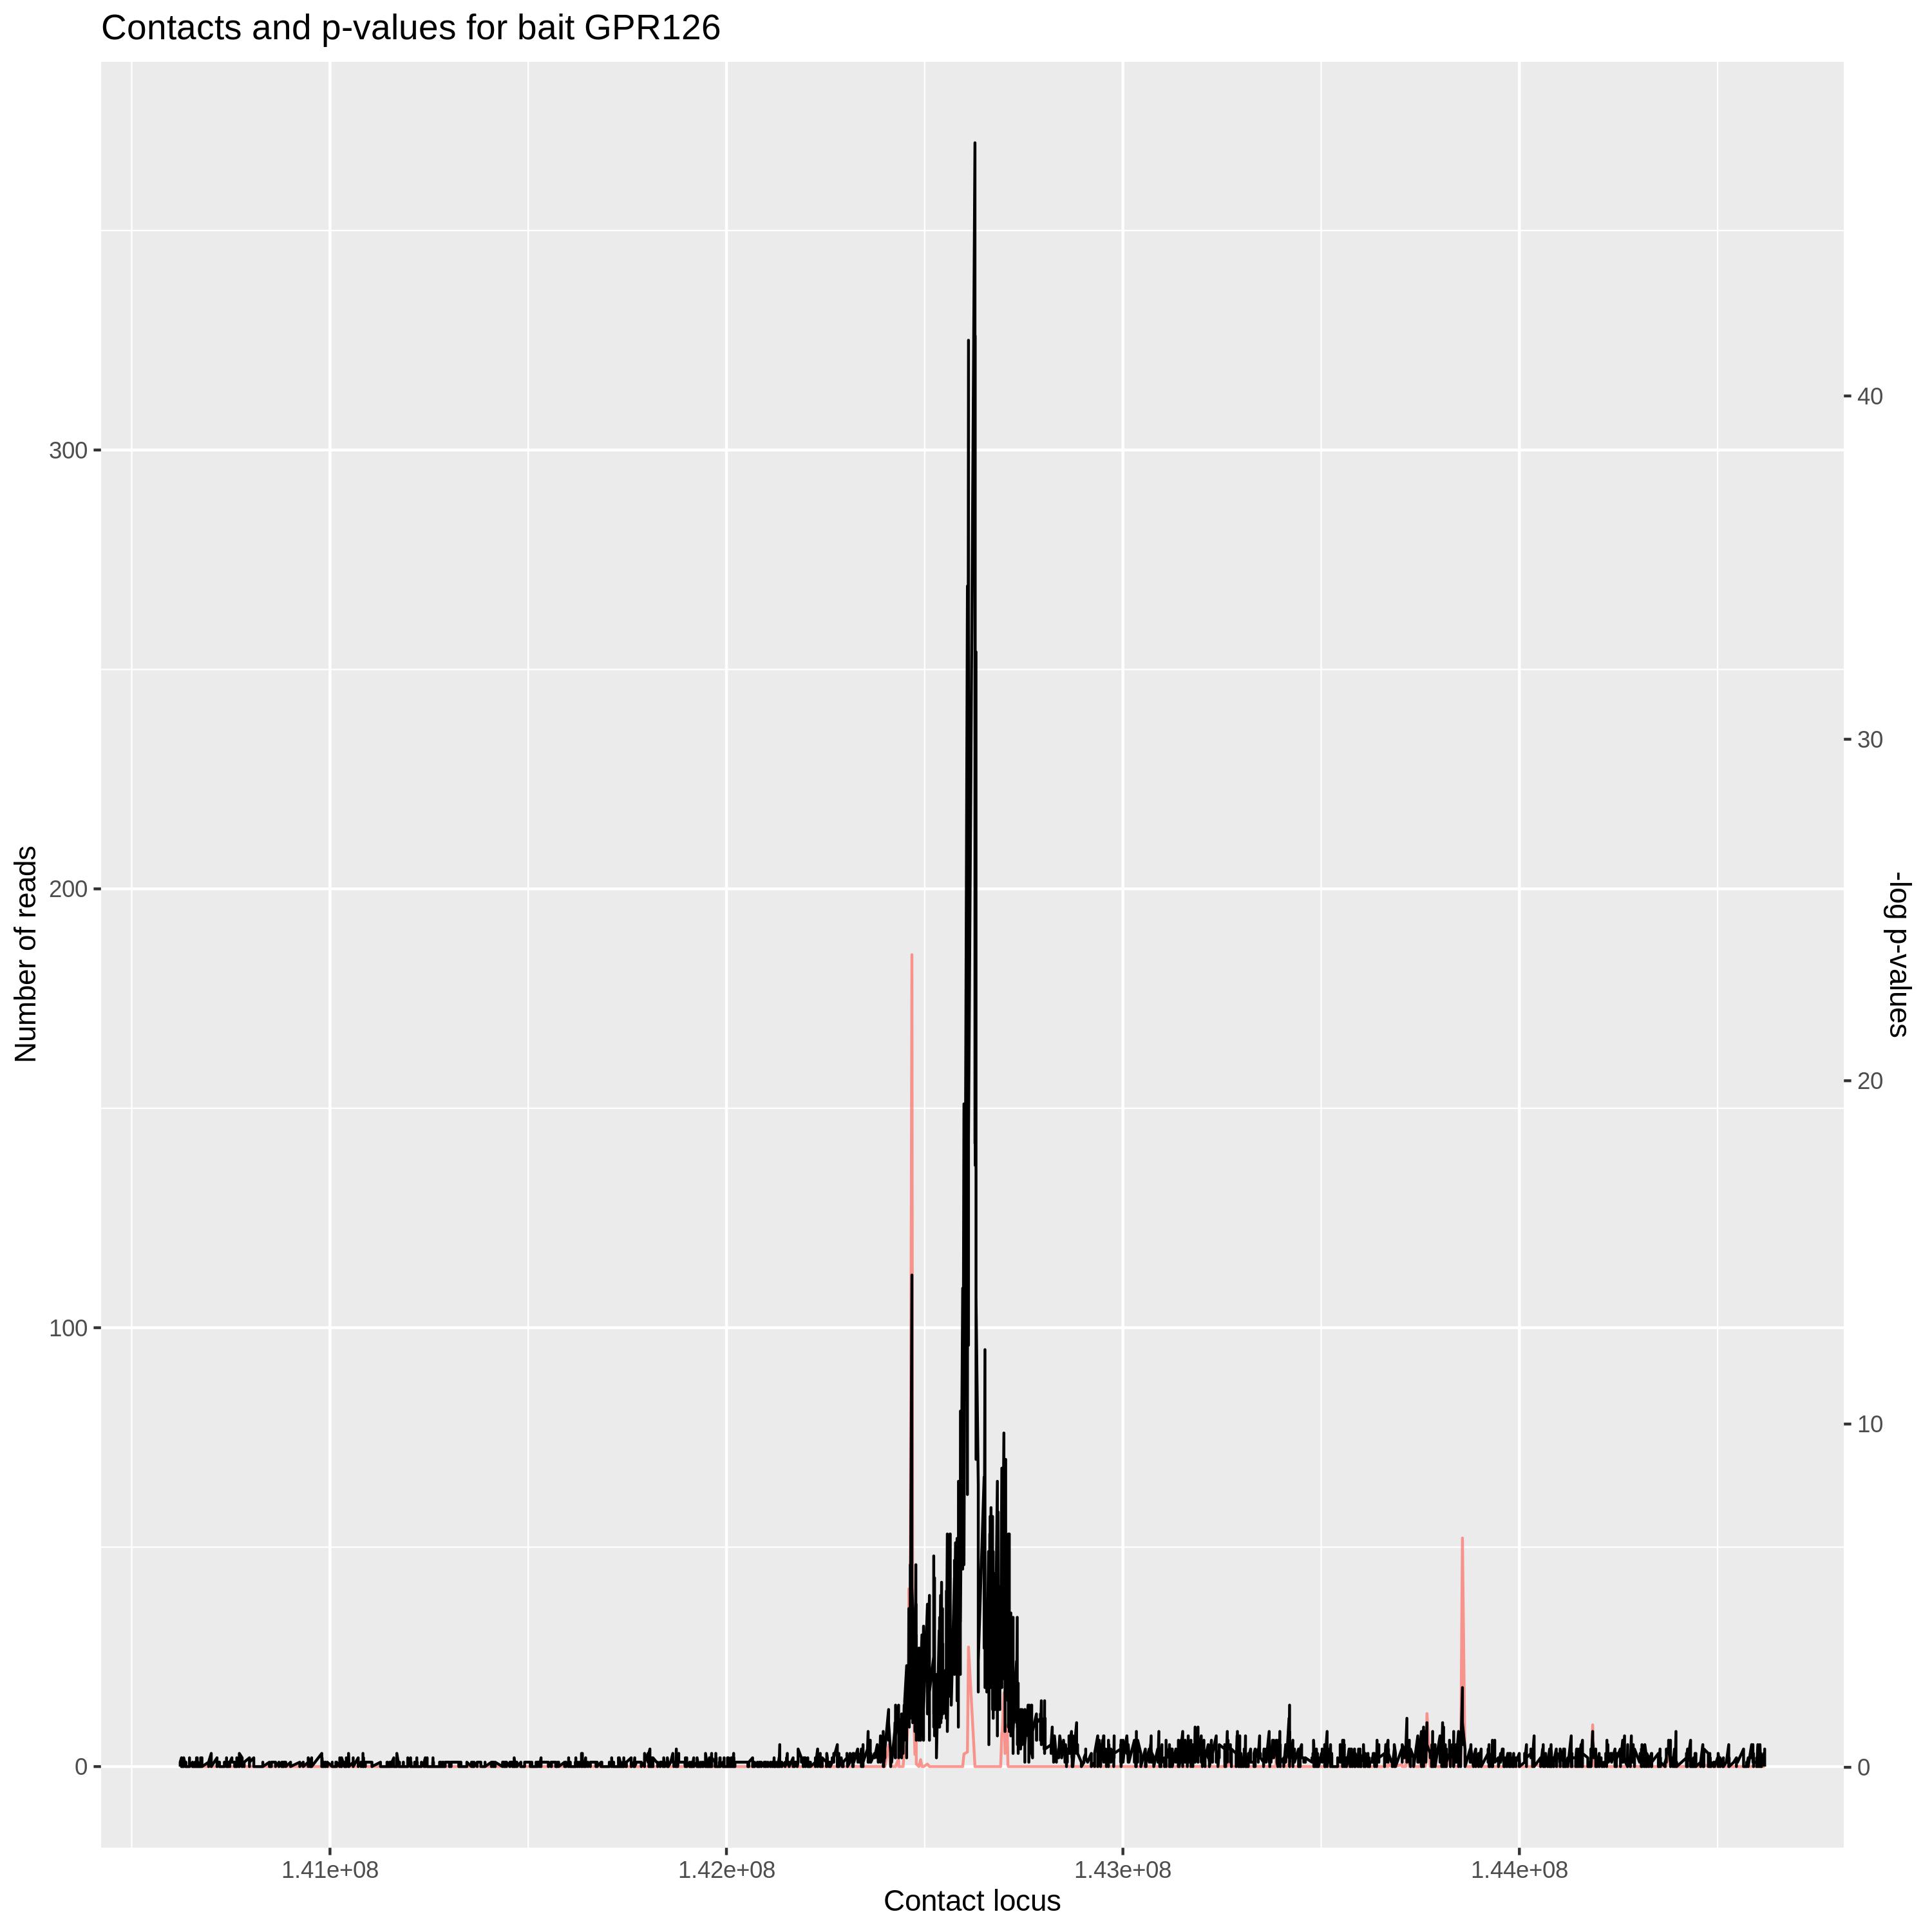 Contacts and p-values for bait GPR126
Number of reads
300
200
100
0
40
30
20
10
0
-log p-values
1.41e+08
1.42e+08
1.43e+08
1.44e+08
Contact locus